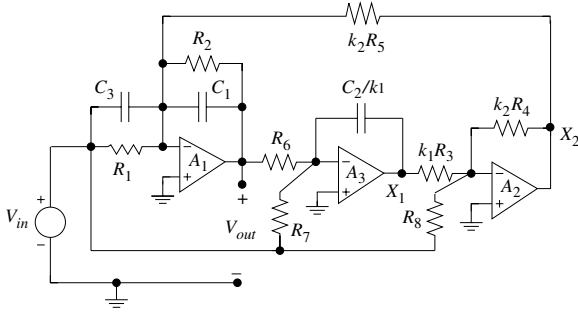 k2R5
R2
C3
C1
C2/k1
k2R4
R6
X2
R1
A1
k1R3
A3
X1
A2
R8
+
Vin
−
Vout
R7
+
−
−
+
−
+
−
+
−